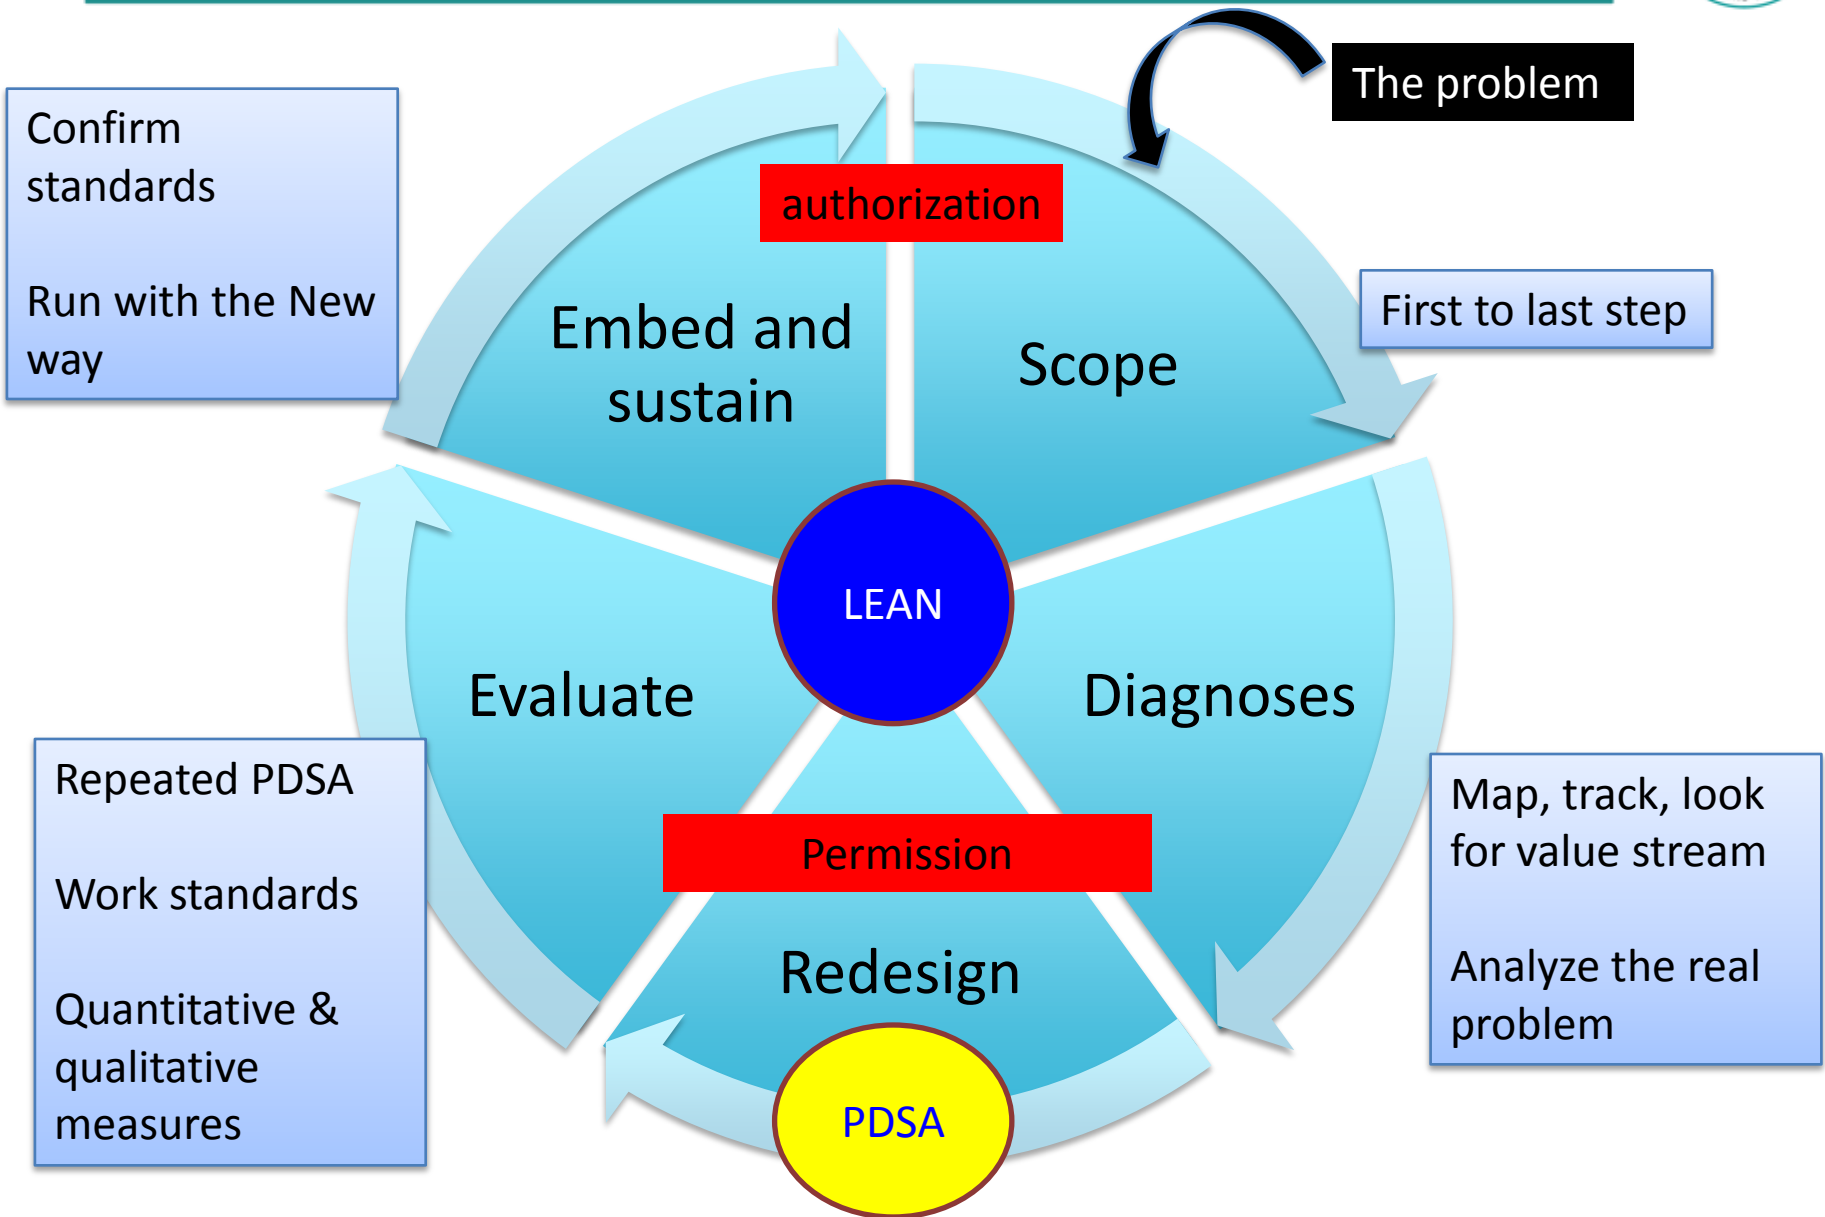 The problem
authorization
Scope
First to last step
Diagnoses
Map, track, look
for value stream
Analyze the real
problem
Permission
Redesign
PDSA
Evaluate
Repeated PDSA
Work standards
Quantitative &
qualitative
measures
Embed and
sustain
Confirm
standards
Run with the New
way
LEAN